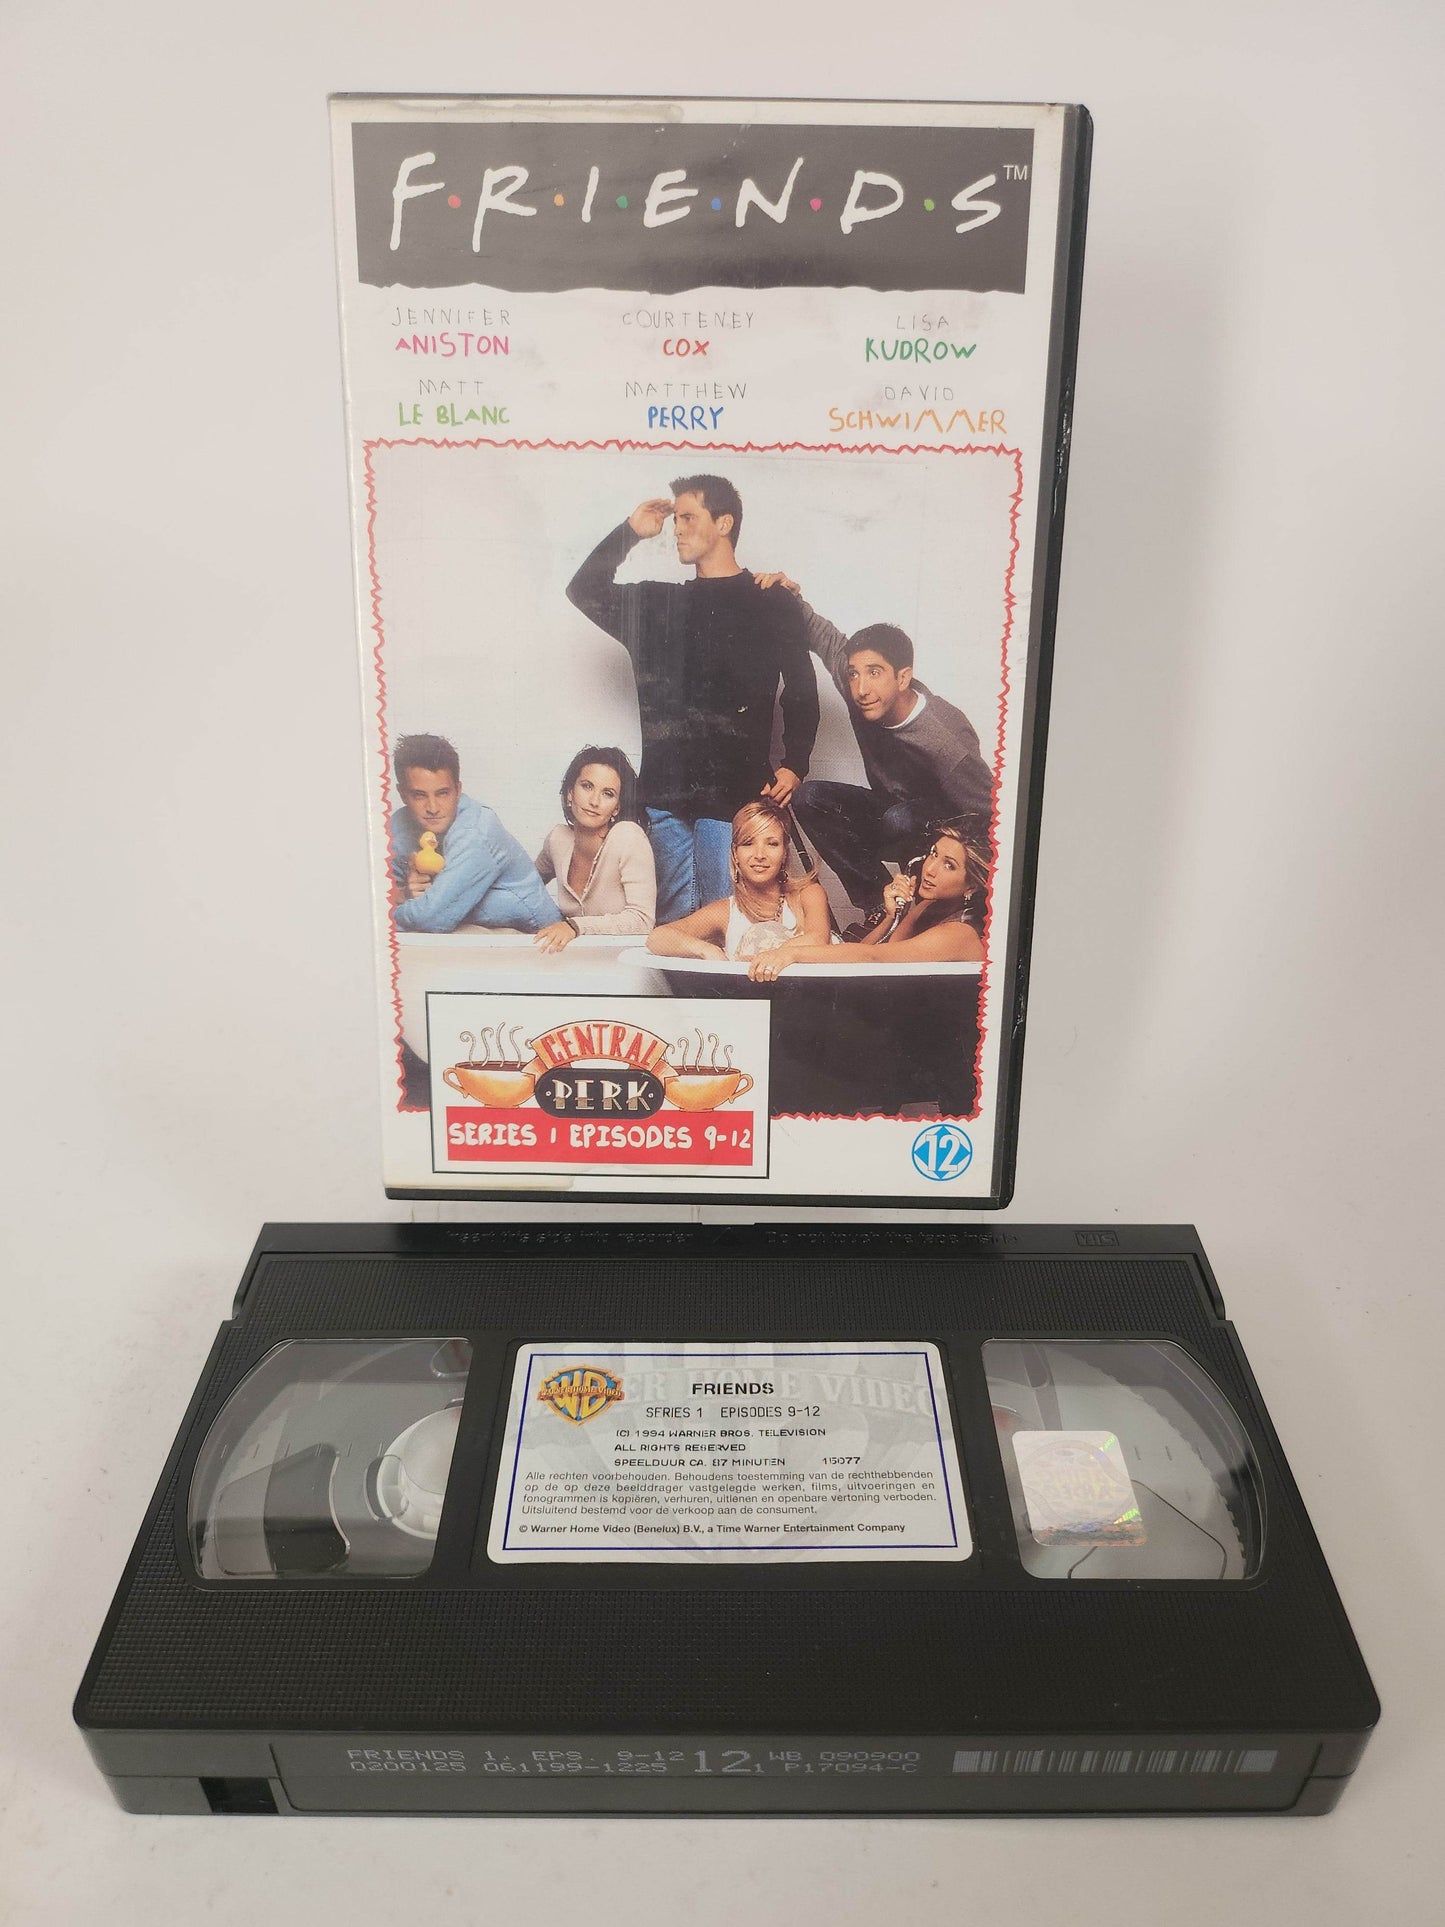 F·R·I·E·N·D·S™
JENNIFER COURTENEY LISA
ANISTON COX KUDROW
MATT MATTHEW DAVID
LE BLANC PERRY SCHWIMMER
CENTRAL
·PERK·
SERIES 1 EPISODES 9-12
12
Insert this side into recorder Do not touch the tape inside VHS
WB
WARNER HOME VIDEO
FRIENDS
SERIES 1 EPISODES 9-12
(C) 1994 WARNER BROS. TELEVISION
ALL RIGHTS RESERVED
SPEELDUUR CA. 87 MINUTEN 15077
Alle rechten voorbehouden. Behoudens toestemming van de rechthebbenden
op de op deze beelddrager vastgelegde werken, films, uitvoeringen en
fonogrammen is kopiëren, verhuren, uitlenen en openbare vertoning verboden.
Uitsluitend bestemd voor de verkoop aan de consument.
© Warner Home Video (Benelux) B.V., a Time Warner Entertainment Company
FRIENDS 1, EPS. 9-12 12 1 WB 090900
0200125 061199-1225 P17094-C